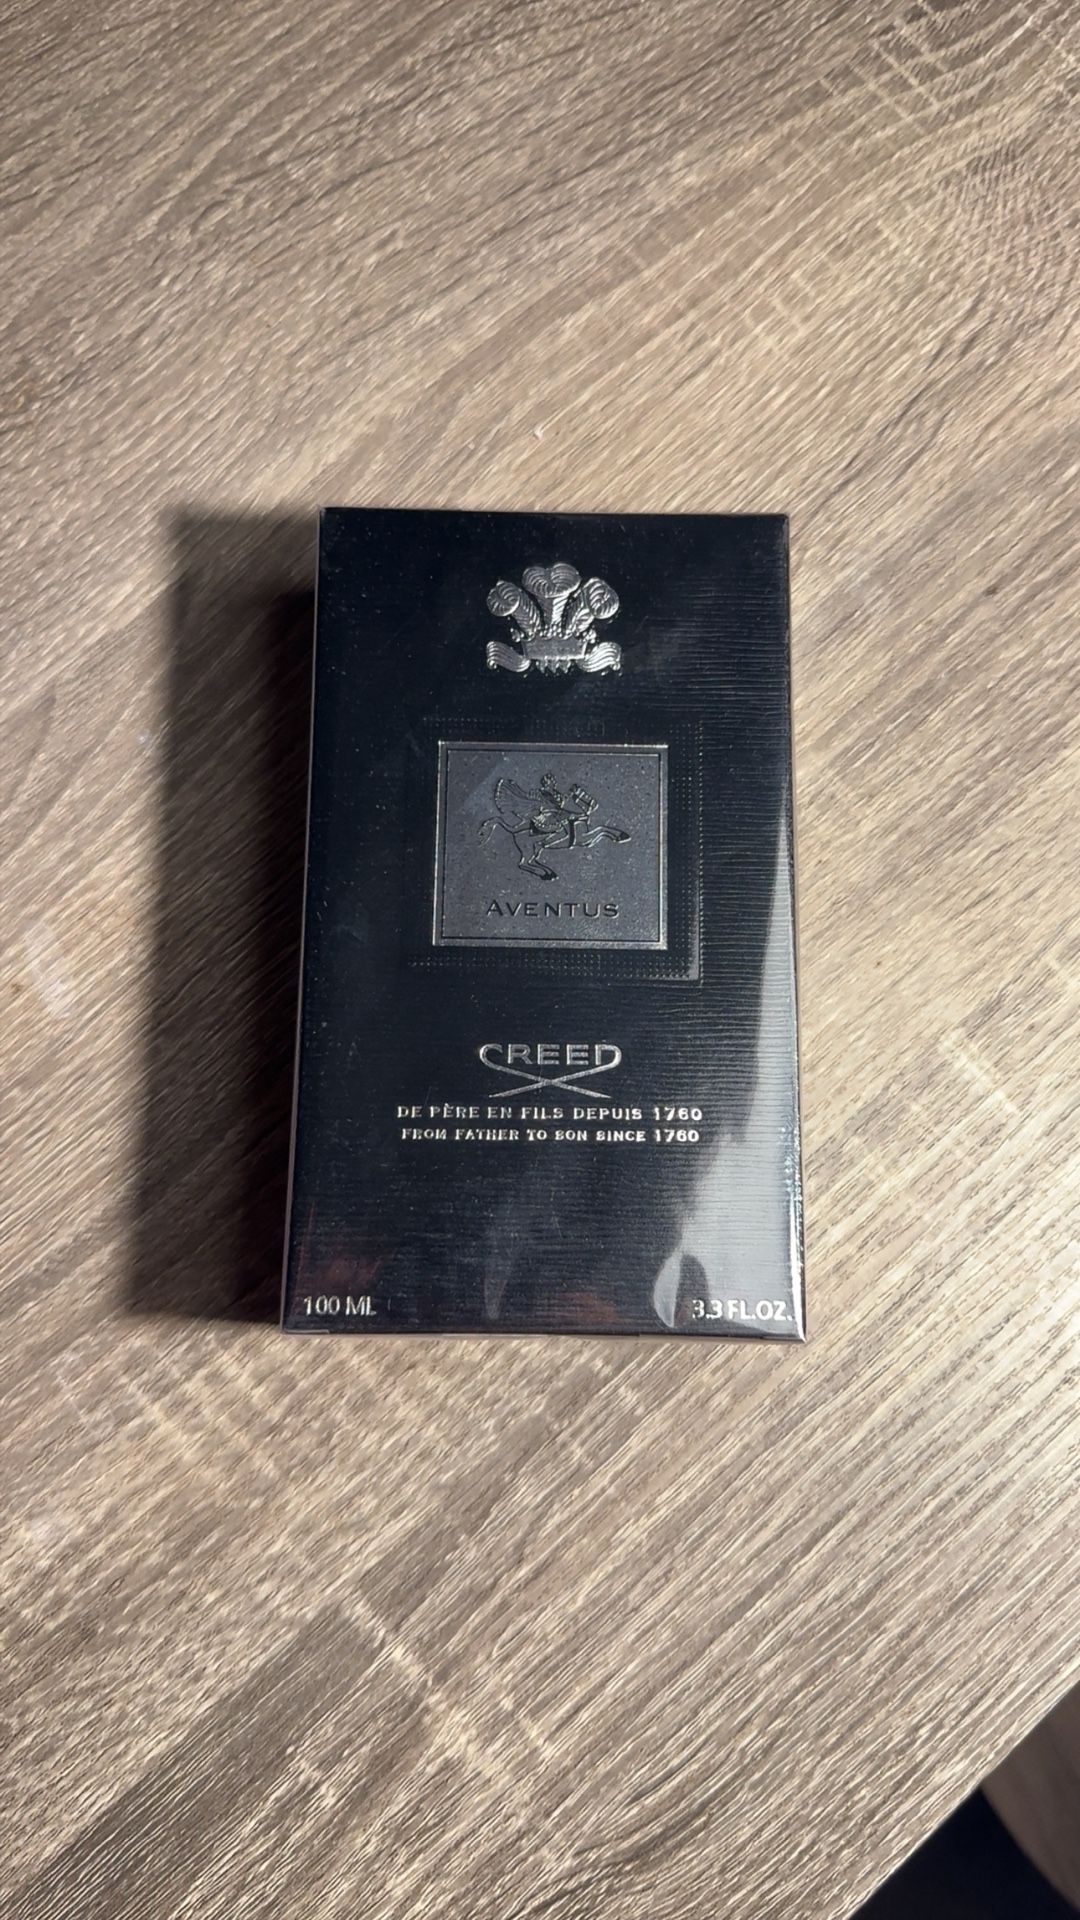 AVENTUS
CREED
DE PÈRE EN FILS DEPUIS 1760
FROM FATHER TO SON SINCE 1760
100 ML 3.3 FL.OZ.